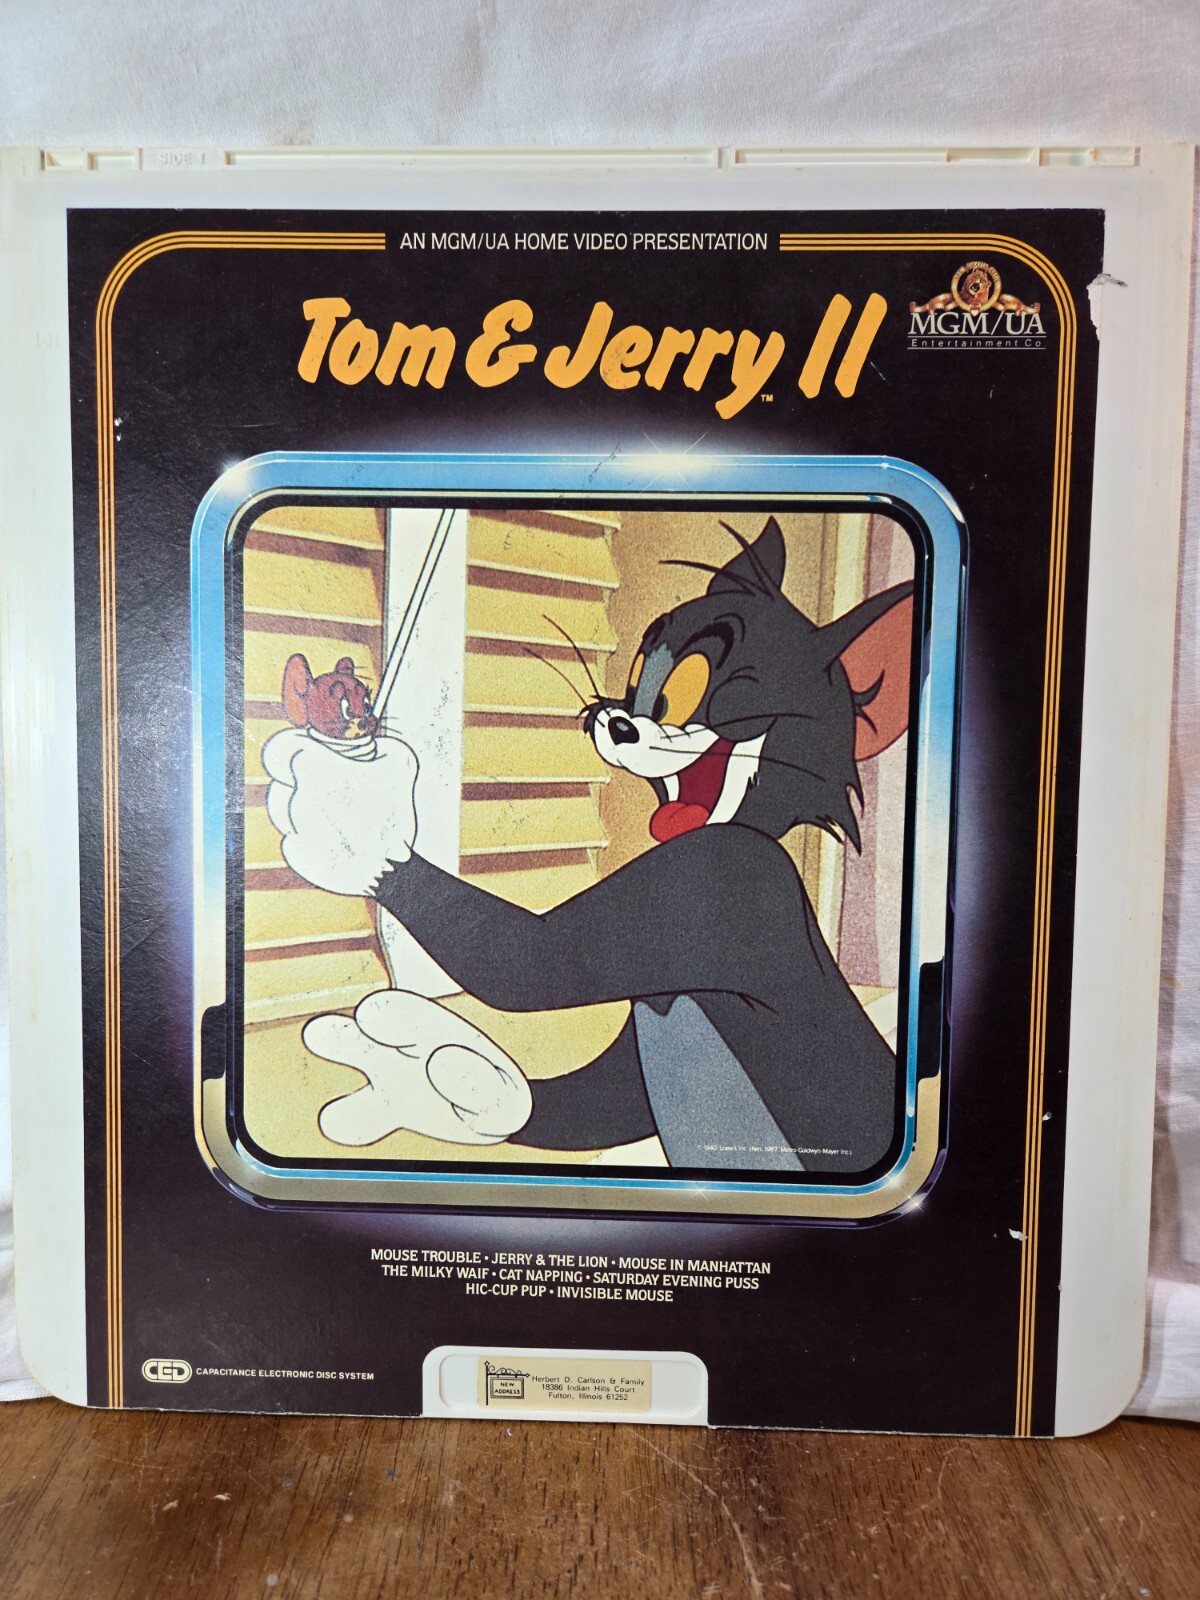 SIDE 1
AN MGM/UA HOME VIDEO PRESENTATION
MGM/UA
Entertainment Co
Tom & Jerry II
TM
MOUSE TROUBLE • JERRY & THE LION • MOUSE IN MANHATTAN
THE MILKY WAIF • CAT NAPPING • SATURDAY EVENING PUSS
HIC-CUP PUP • INVISIBLE MOUSE
CED CAPACITANCE ELECTRONIC DISC SYSTEM
NEW
ADDRESS
Herbert D. Carlson & Family
18386 Indian Hills Court
Fulton, Illinois 61252